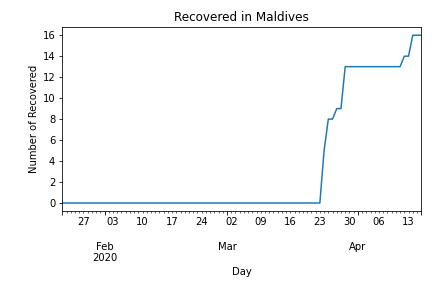 Recovered in Maldives
Number of Recovered
16
14
12
10
8
6
4
2
0
27 03 10 17 24 02 09 16 23 30 06 13
Feb Mar Apr
2020
Day